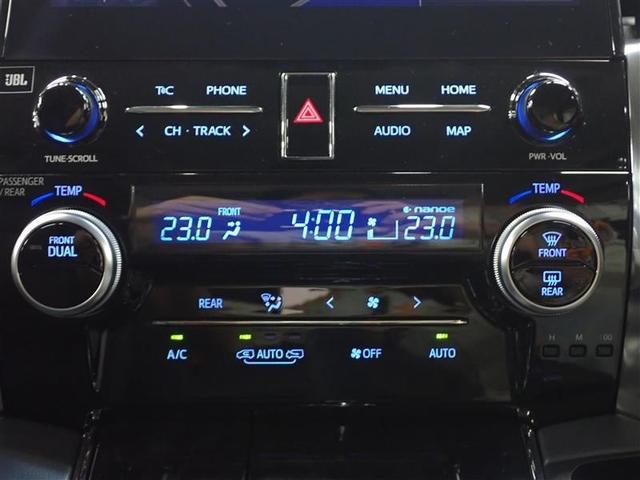 JBL
T C PHONE
MENU HOME
CH · TRACK
AUDIO MAP
TUNE·SCROLL
PWR·VOL
PASSENGER
/REAR
TEMP
TEMP
FRONT
23.0
4:00
nanoe
23.0
FRONT
DUAL
FRONT
REAR
REAR
A/C
AUTO
OFF
AUTO
H M 100